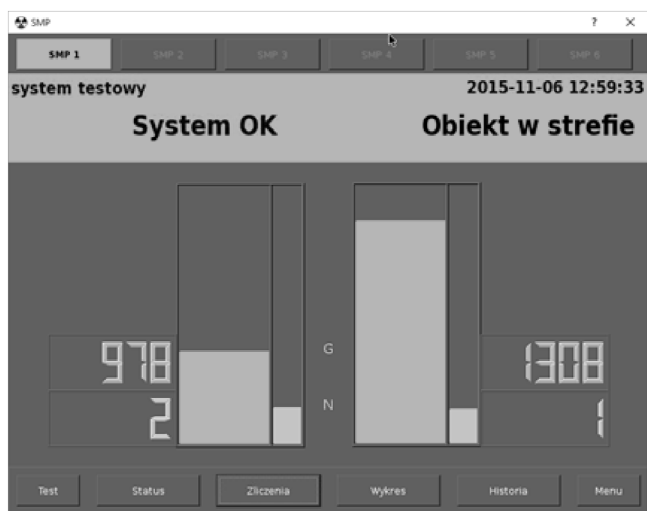 SMP
? ×
SMP 1 SMP 2 SMP 3 SMP 4 SMP 5 SMP 6
system testowy 2015-11-06 12:59:33
System OK Obiekt w strefie
978 G 1308
2 N 1
Test Status Zliczenia Wykres Historia Menu